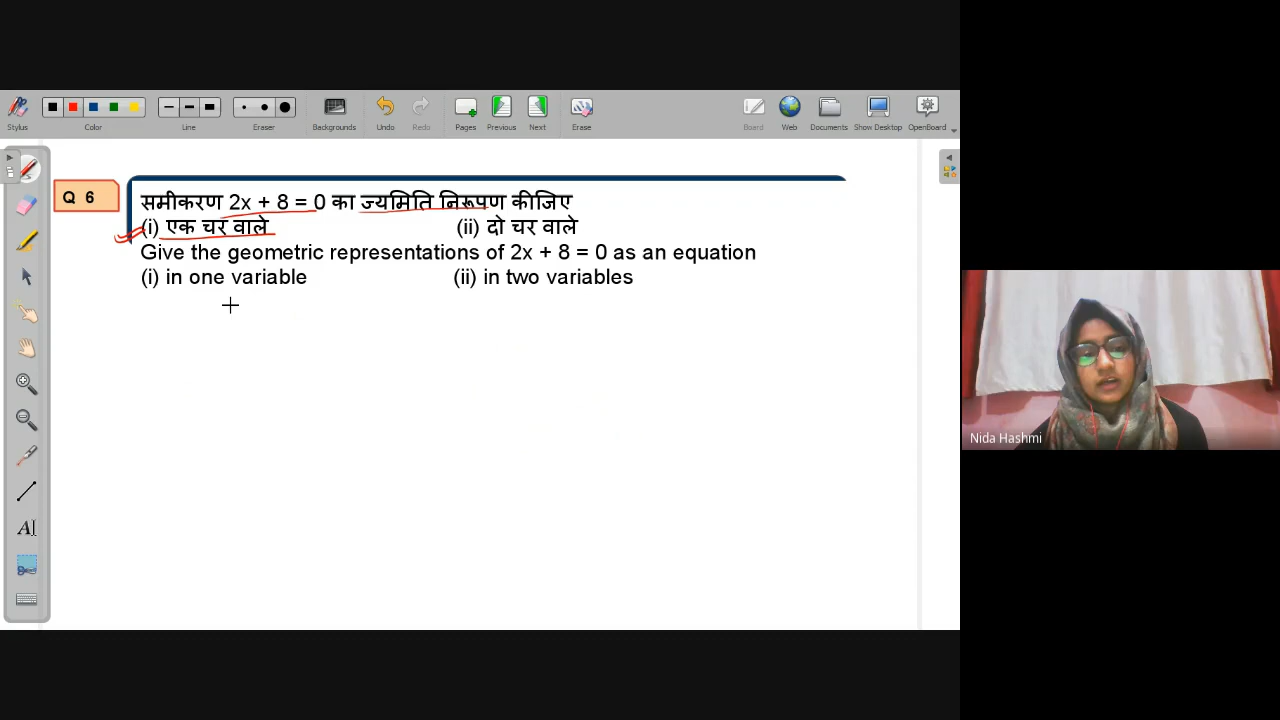 Stylus
Color
Line
Eraser
Backgrounds
Undo
Redo
Pages
Previous
Next
Erase
Board
Web
Documents
Show Desktop
OpenBoard
Q 6
समीकरण 2x + 8 = 0 का ज्यमिति निरूपण कीजिए
(i) एक चर वाले (ii) दो चर वाले
Give the geometric representations of 2x + 8 = 0 as an equation
(i) in one variable (ii) in two variables
Nida Hashmi